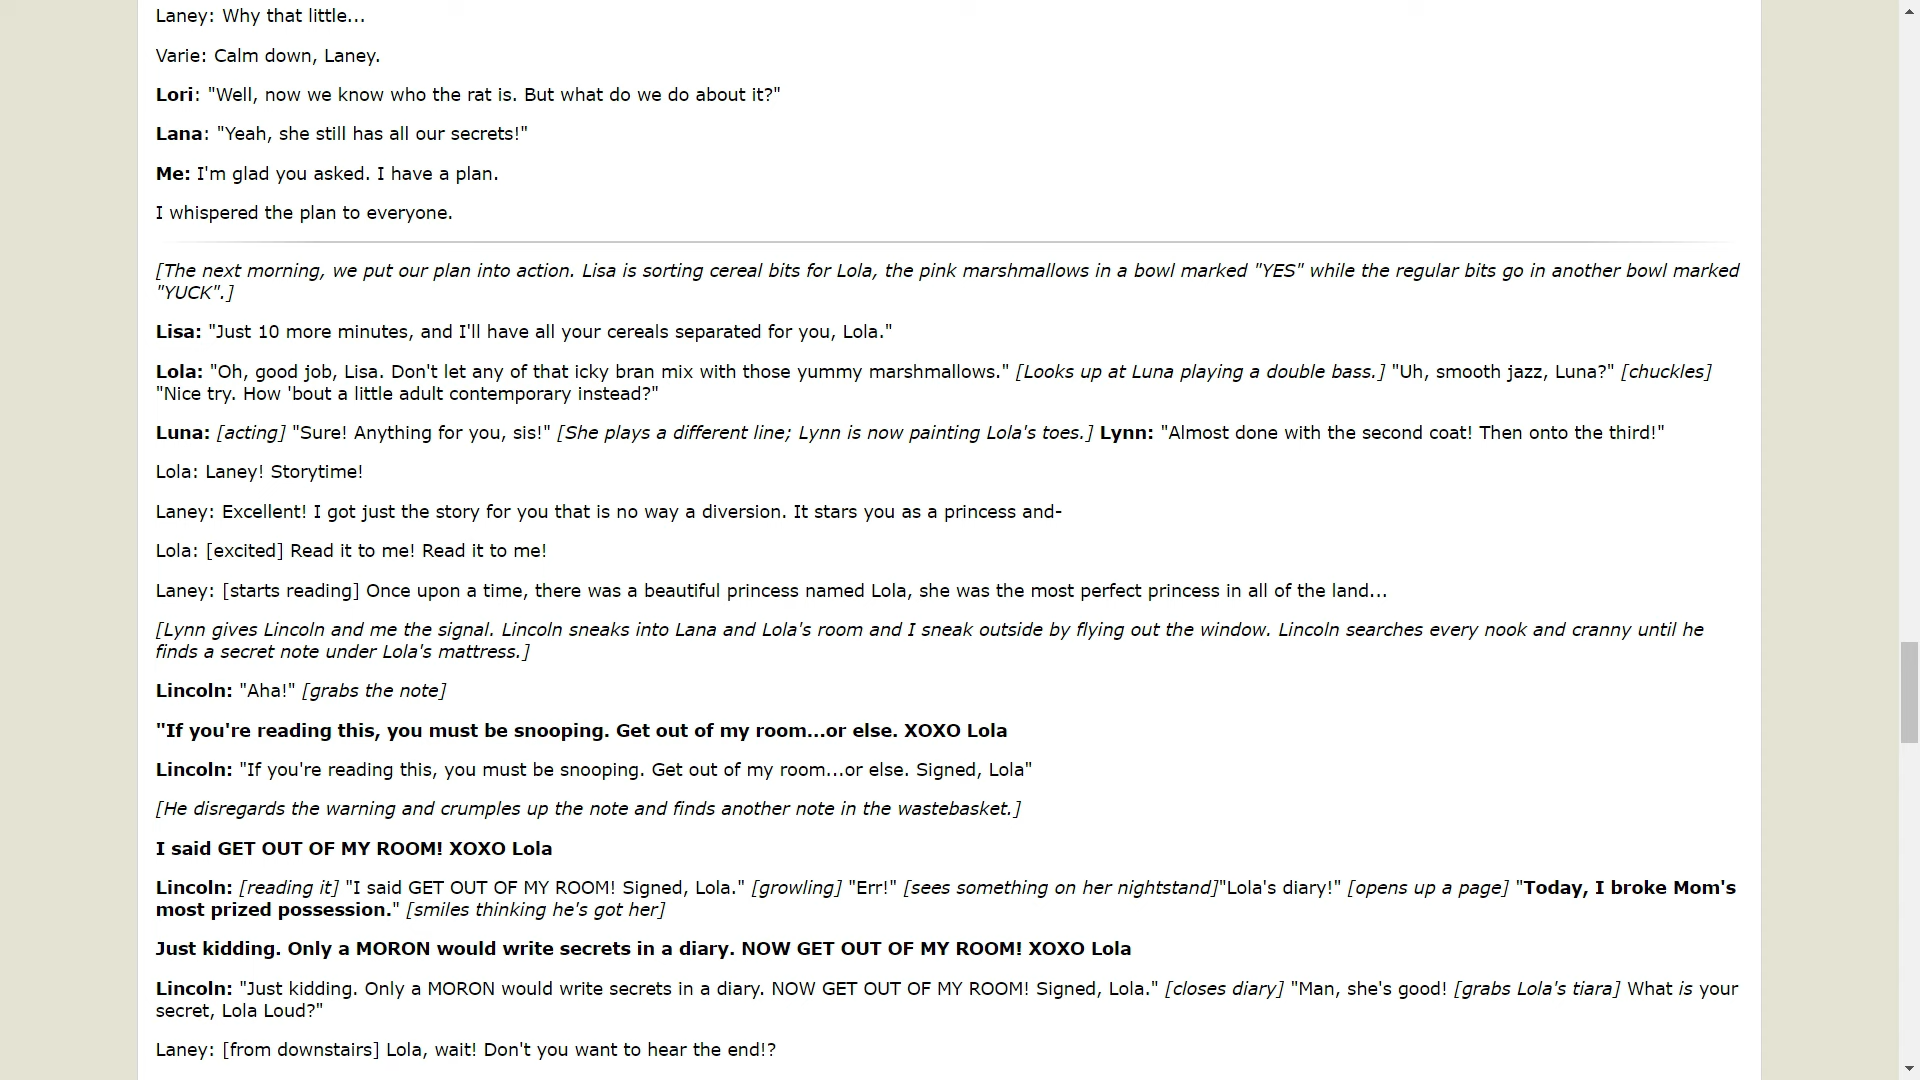 Laney: Why that little...
Varie: Calm down, Laney.
Lori: "Well, now we know who the rat is. But what do we do about it?"
Lana: "Yeah, she still has all our secrets!"
Me: I'm glad you asked. I have a plan.
I whispered the plan to everyone.
[The next morning, we put our plan into action. Lisa is sorting cereal bits for Lola, the pink marshmallows in a bowl marked "YES" while the regular bits go in another bowl marked
"YUCK".]
Lisa: "Just 10 more minutes, and I'll have all your cereals separated for you, Lola."
Lola: "Oh, good job, Lisa. Don't let any of that icky bran mix with those yummy marshmallows." [Looks up at Luna playing a double bass.] "Uh, smooth jazz, Luna?" [chuckles]
"Nice try. How 'bout a little adult contemporary instead?"
Luna: [acting] "Sure! Anything for you, sis!" [She plays a different line; Lynn is now painting Lola's toes.] Lynn: "Almost done with the second coat! Then onto the third!"
Lola: Laney! Storytime!
Laney: Excellent! I got just the story for you that is no way a diversion. It stars you as a princess and-
Lola: [excited] Read it to me! Read it to me!
Laney: [starts reading] Once upon a time, there was a beautiful princess named Lola, she was the most perfect princess in all of the land...
[Lynn gives Lincoln and me the signal. Lincoln sneaks into Lana and Lola's room and I sneak outside by flying out the window. Lincoln searches every nook and cranny until he
finds a secret note under Lola's mattress.]
Lincoln: "Aha!" [grabs the note]
"If you're reading this, you must be snooping. Get out of my room...or else. XOXO Lola
Lincoln: "If you're reading this, you must be snooping. Get out of my room...or else. Signed, Lola"
[He disregards the warning and crumples up the note and finds another note in the wastebasket.]
I said GET OUT OF MY ROOM! XOXO Lola
Lincoln: [reading it] "I said GET OUT OF MY ROOM! Signed, Lola." [growling] "Err!" [sees something on her nightstand]"Lola's diary!" [opens up a page] "Today, I broke Mom's
most prized possession." [smiles thinking he's got her]
Just kidding. Only a MORON would write secrets in a diary. NOW GET OUT OF MY ROOM! XOXO Lola
Lincoln: "Just kidding. Only a MORON would write secrets in a diary. NOW GET OUT OF MY ROOM! Signed, Lola." [closes diary] "Man, she's good! [grabs Lola's tiara] What is your
secret, Lola Loud?"
Laney: [from downstairs] Lola, wait! Don't you want to hear the end!?